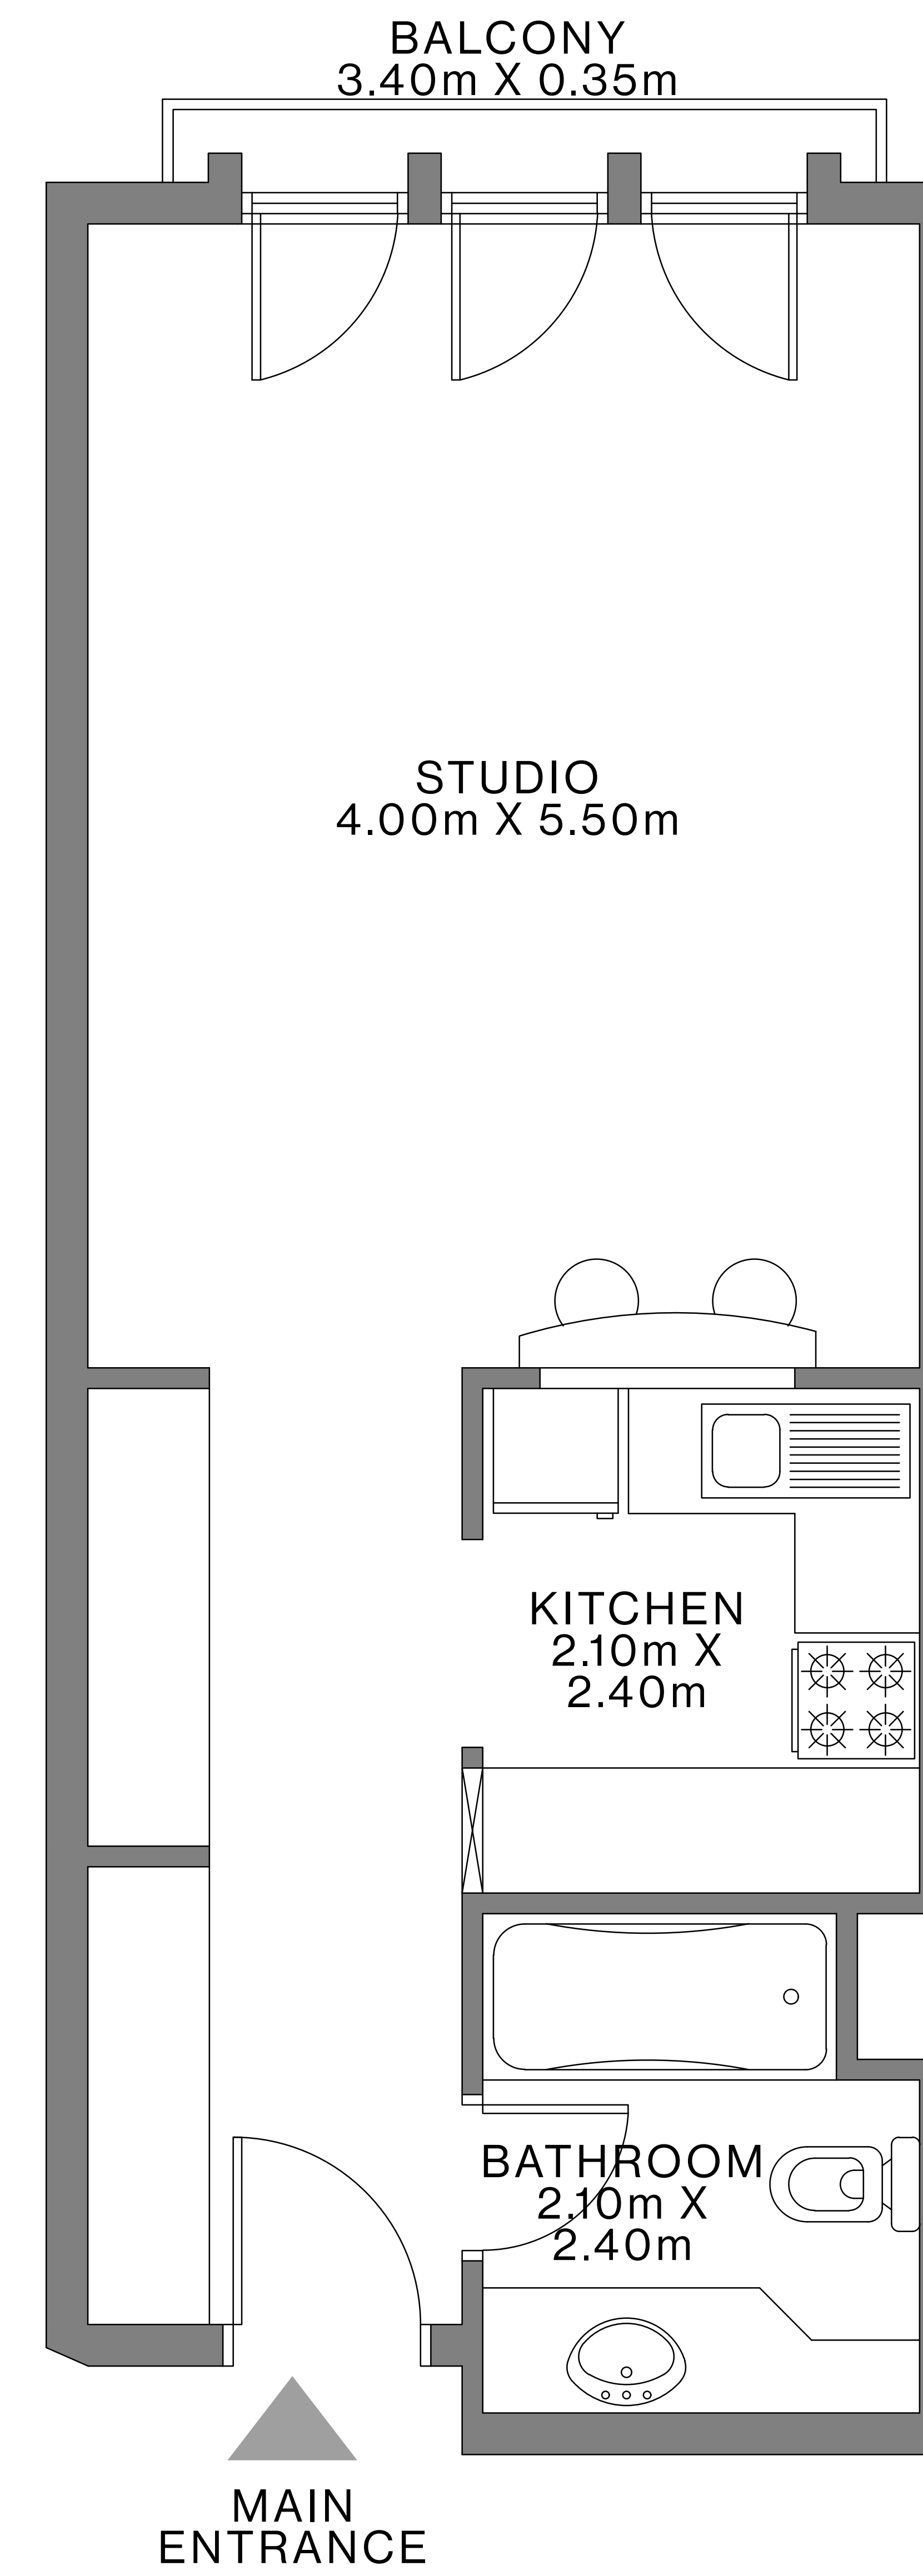 BALCONY
3.40m X 0.35m
STUDIO
4.00m X 5.50m
KITCHEN
2.10m X
2.40m
BATHROOM
2.10m X
2.40m
MAIN
ENTRANCE